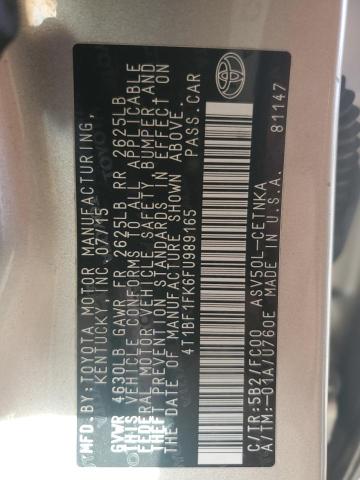 MFD.BY:TOYOTA MOTOR MANUFACTURING,
KENTUCKY, INC. 07/15
GVWR 4630LB GAWR FR 2625LB RR 2625LB
THIS VEHICLE CONFORMS TO ALL APPLICABLE
FEDERAL MOTOR VEHICLE SAFETY, BUMPER, AND
THEFT PREVENTION STANDARDS IN EFFECT ON
THE DATE OF MANUFACTURE SHOWN ABOVE.
4T1BF1FK6FU989165 PASS.CAR
C/TR:5B2/FC00 ASV50L-CETNKA
A/TM:-01A/U760E MADE IN U.S.A. 81147